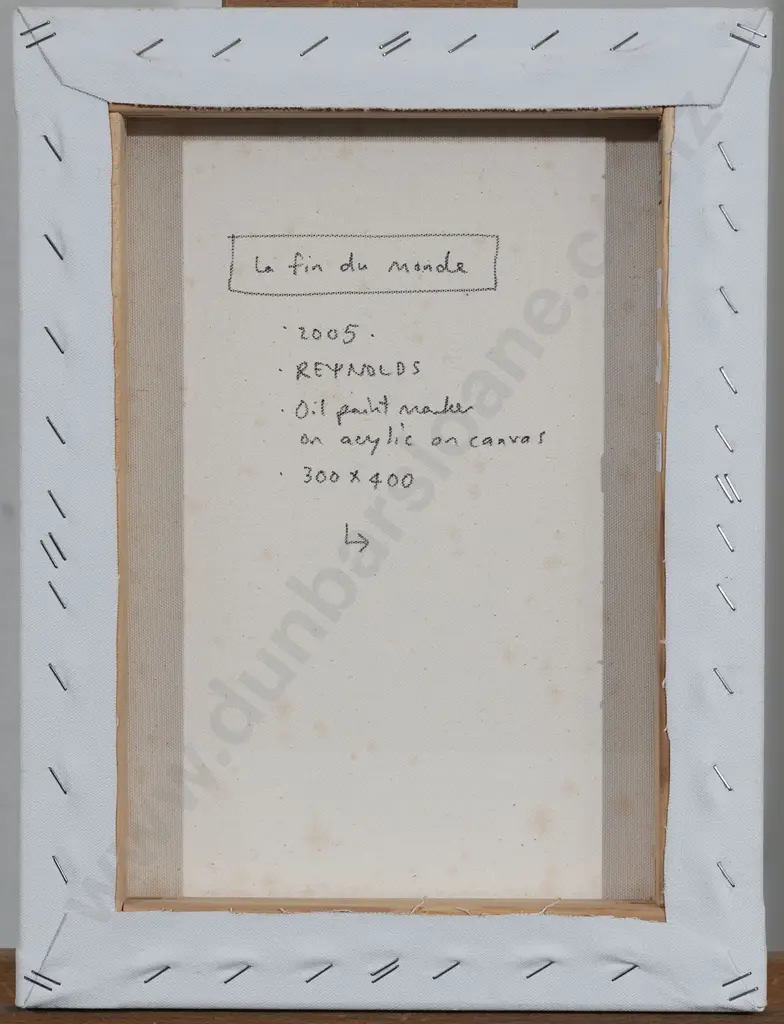 La fin du monde
· 2005 ·
· REYNOLDS
· Oil paint marker
on acrylic on canvas
· 300 x 400
↳
www.dunbarsloane.co.nz